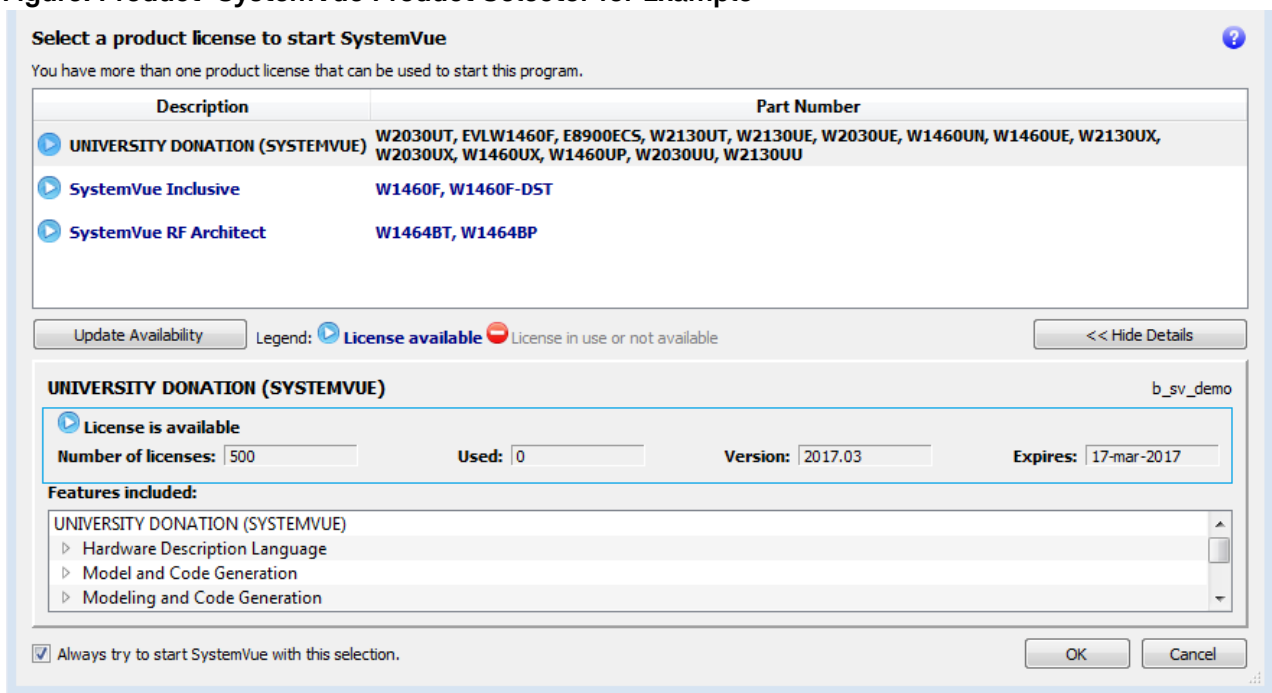 Select a product license to start SystemVue
You have more than one product license that can be used to start this program.
Description Part Number
UNIVERSITY DONATION (SYSTEMVUE) W2030UT, EVLW1460F, E8900ECS, W2130UT, W2130UE, W2030UE, W1460UN, W1460UE, W2130UX,
W2030UX, W1460UX, W1460UP, W2030UU, W2130UU
SystemVue Inclusive W1460F, W1460F-DST
SystemVue RF Architect W1464BT, W1464BP
Update Availability Legend: License available License in use or not available << Hide Details
UNIVERSITY DONATION (SYSTEMVUE) b_sv_demo
License is available
Number of licenses: 500 Used: 0 Version: 2017.03 Expires: 17-mar-2017
Features included:
UNIVERSITY DONATION (SYSTEMVUE)
Hardware Description Language
Model and Code Generation
Modeling and Code Generation
Always try to start SystemVue with this selection. OK Cancel